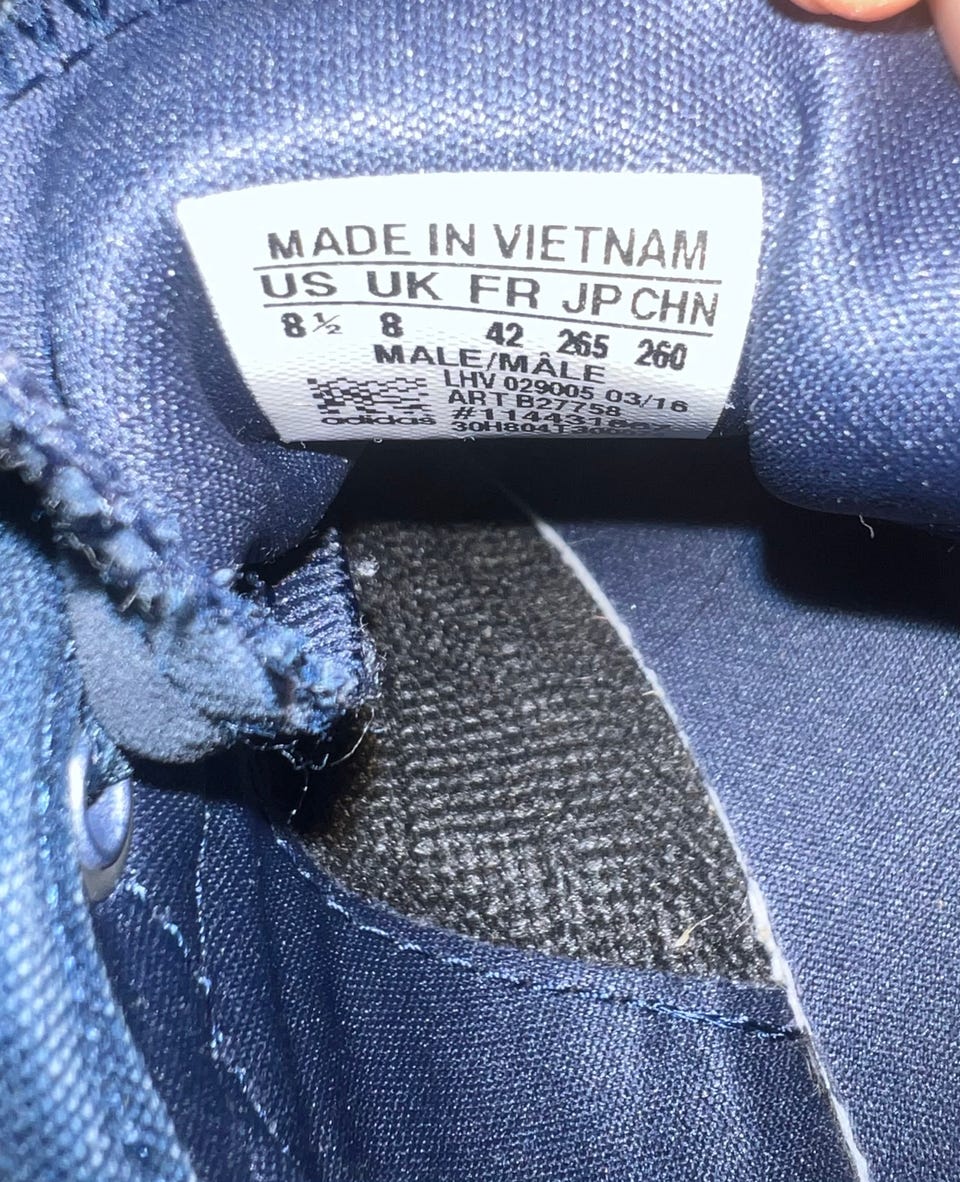 MADE IN VIETNAM
US UK FR JP CHN
8½ 8 42 265 260
MALE/MÂLE
LHV 029005 03/16
ART B27758
adidas